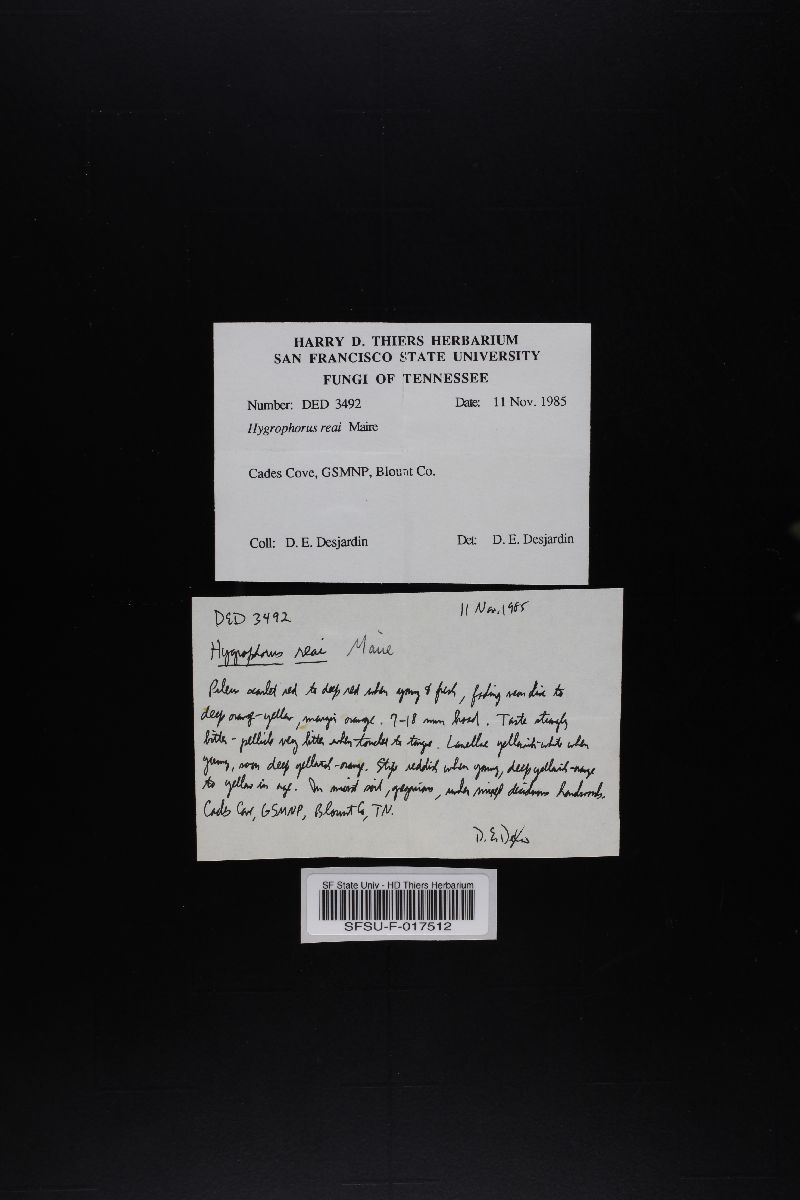 HARRY D. THIERS HERBARIUM
SAN FRANCISCO STATE UNIVERSITY
FUNGI OF TENNESSEE
Number: DED 3492 Date: 11 Nov. 1985
Hygrophorus reai Maire
Cades Cove, GSMNP, Blount Co.
Coll: D. E. Desjardin Det: D. E. Desjardin
DED 3492 11 Nov. 1985
Hygrophorus reai Maire
Pileus scarlet red to deep red when young & fresh, fading near disc to
deep orange-yellow, margin orange. 7-18 mm broad. Taste strongly
bitter - pellicle very bitter when touched to tongue. Lamellae yellowish-white when
young, soon deep yellowish-orange. Stipe reddish when young, deep yellowish-orange
to yellow in age. In moist soil, gregarious, under mixed deciduous hardwoods.
Cades Cove, GSMNP, Blount Co, TN.
SF State Univ - HD Thiers Herbarium
SFSU-F-017512